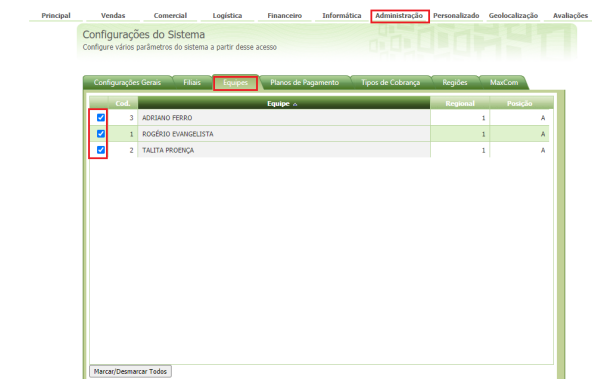 Principal Vendas Comercial Logística Financeiro Informática Administração Personalizado Geolocalização Avaliações
Configurações do Sistema
Configure vários parâmetros do sistema a partir desse acesso
Configurações Gerais Filiais Equipes Planos de Pagamento Tipos de Cobrança Regiões MaxCom
Cod. Equipe Regional Posição
3 ADRIANO FERRO 1 A
1 ROGÉRIO EVANGELISTA 1 A
2 TALITA PROENÇA 1 A
Marcar/Desmarcar Todos